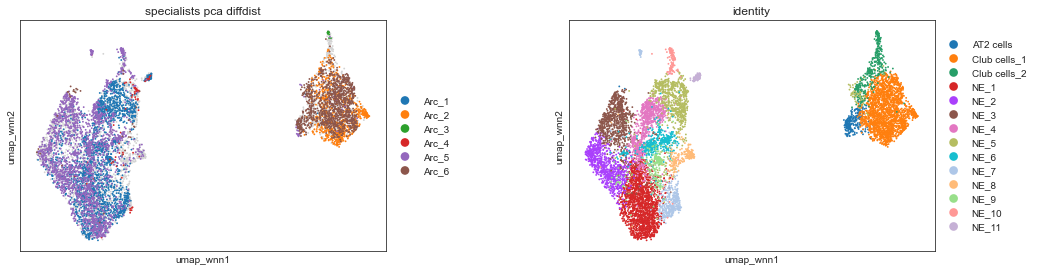 specialists pca diffdist
umap_wnn2
umap_wnn1
Arc_1
Arc_2
Arc_3
Arc_4
Arc_5
Arc_6
identity
umap_wnn2
umap_wnn1
AT2 cells
Club cells_1
Club cells_2
NE_1
NE_2
NE_3
NE_4
NE_5
NE_6
NE_7
NE_8
NE_9
NE_10
NE_11